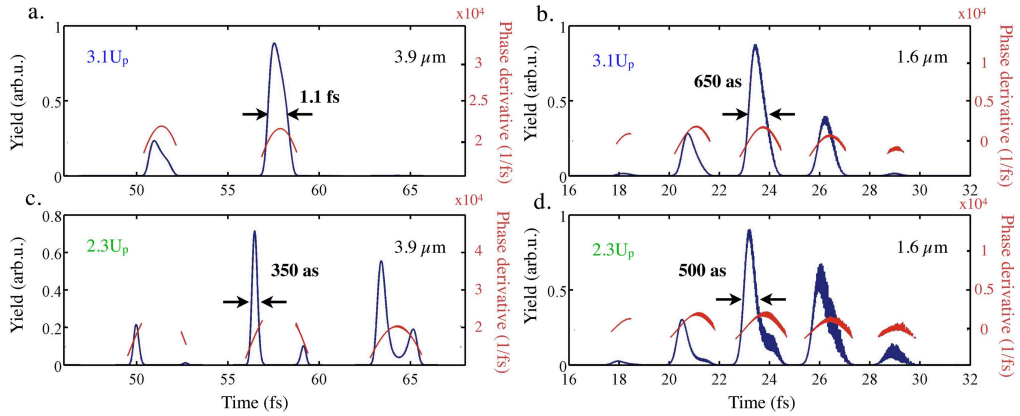 a.
x10⁴
1
3.1Uₚ
3.9 µm
3
Yield (arb.u.)
0.5
1.1 fs
2.5
2
0
50
55
60
65
Phase derivative (1/fs)
b.
x10⁴
1
3.1Uₚ
1.6 µm
1
Yield (arb.u.)
0.5
650 as
0.5
0
0
16
18
20
22
24
26
28
30
32
Phase derivative (1/fs)
c.
x10⁴
0.8
2.3Uₚ
3.9 µm
4
Yield (arb.u.)
0.6
0.4
350 as
3
0.2
2
0
50
55
60
65
Time (fs)
Phase derivative (1/fs)
d.
x10⁴
1
2.3Uₚ
1.6 µm
1
Yield (arb.u.)
0.5
500 as
0.5
0
0
16
18
20
22
24
26
28
30
32
Time (fs)
Phase derivative (1/fs)